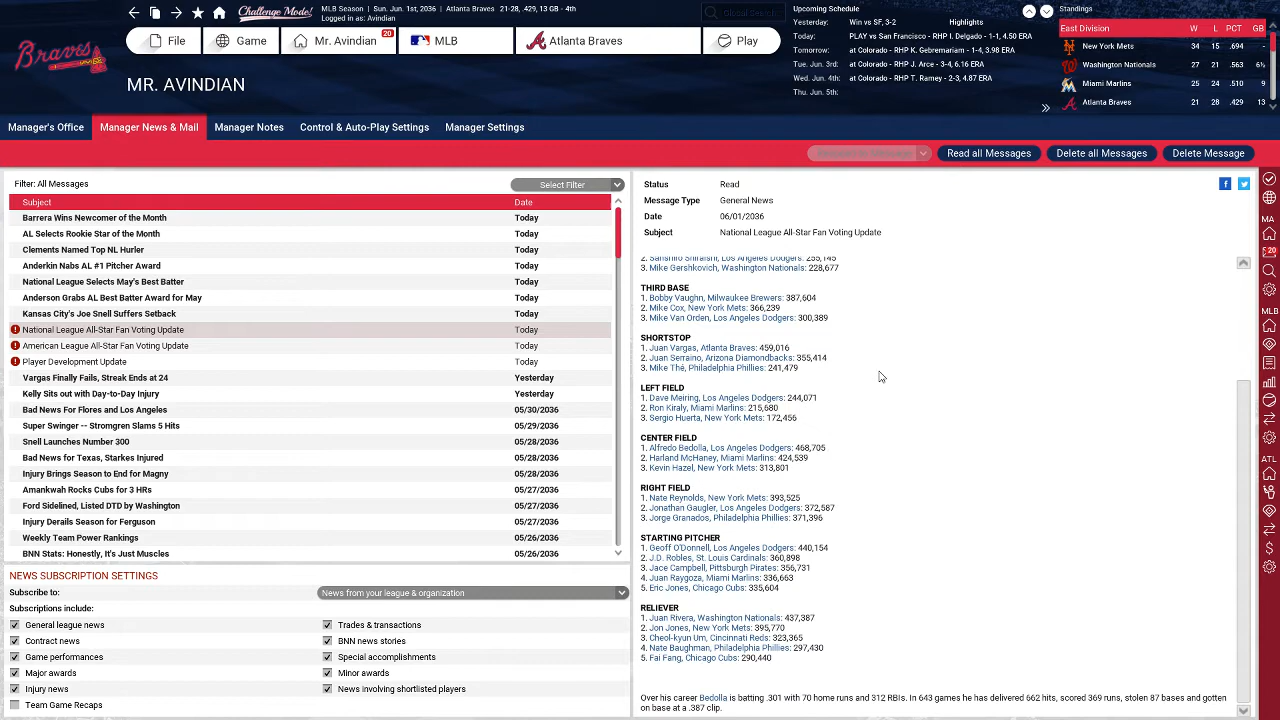 MLB Season | Sun. Jun. 1st, 2036 | Atlanta Braves 21-28, .429, 13 GB - 4th
Challenge Mode!
Logged in as: Avindian
Global Search
Upcoming Schedule
Yesterday: Win vs SF, 3-2 Highlights
Today: PLAY vs San Francisco - RHP I. Delgado - 1-1, 4.50 ERA
Tomorrow: at Colorado - RHP K. Gebremariam - 1-4, 3.98 ERA
Tue. Jun. 3rd: at Colorado - RHP J. Arce - 3-4, 6.16 ERA
Wed. Jun. 4th: at Colorado - RHP T. Ramey - 2-3, 4.87 ERA
Thu. Jun. 5th:
Standings
East Division W L PCT GB
New York Mets 34 15 .694 -
Washington Nationals 27 21 .563 6½
Miami Marlins 25 24 .510 9
Atlanta Braves 21 28 .429 13
Braves
File
Game
Mr. Avindian 20
MLB
Atlanta Braves
Play
MR. AVINDIAN
Manager's Office
Manager News & Mail
Manager Notes
Control & Auto-Play Settings
Manager Settings
Read all Messages
Delete all Messages
Delete Message
Filter: All Messages
Select Filter
Subject Date
Barrera Wins Newcomer of the Month Today
AL Selects Rookie Star of the Month Today
Clements Named Top NL Hurler Today
Anderkin Nabs AL #1 Pitcher Award Today
National League Selects May's Best Batter Today
Anderson Grabs AL Best Batter Award for May Today
Kansas City's Joe Snell Suffers Setback Today
National League All-Star Fan Voting Update Today
American League All-Star Fan Voting Update Today
Player Development Update Today
Vargas Finally Fails, Streak Ends at 24 Yesterday
Kelly Sits out with Day-to-Day Injury Yesterday
Bad News For Flores and Los Angeles 05/30/2036
Super Swinger -- Stromgren Slams 5 Hits 05/29/2036
Snell Launches Number 300 05/28/2036
Bad News for Texas, Starkes Injured 05/28/2036
Injury Brings Season to End for Magny 05/28/2036
Amankwah Rocks Cubs for 3 HRs 05/27/2036
Ford Sidelined, Listed DTD by Washington 05/27/2036
Injury Derails Season for Ferguson 05/27/2036
Weekly Team Power Rankings 05/26/2036
BNN Stats: Honestly, It's Just Muscles 05/26/2036
NEWS SUBSCRIPTION SETTINGS
Subscribe to: News from your league & organization
Subscriptions include:
General league news Trades & transactions
Contract news BNN news stories
Game performances Special accomplishments
Major awards Minor awards
Injury news News involving shortlisted players
Team Game Recaps
Status Read
Message Type General News
Date 06/01/2036
Subject National League All-Star Fan Voting Update
3. Mike Gershkovich, Washington Nationals: 228,677
THIRD BASE
1. Bobby Vaughn, Milwaukee Brewers: 387,604
2. Mike Cox, New York Mets: 366,239
3. Mike Van Orden, Los Angeles Dodgers: 300,389
SHORTSTOP
1. Juan Vargas, Atlanta Braves: 459,016
2. Juan Serraino, Arizona Diamondbacks: 355,414
3. Mike Thé, Philadelphia Phillies: 241,479
LEFT FIELD
1. Dave Meiring, Los Angeles Dodgers: 244,071
2. Ron Kiraly, Miami Marlins: 215,680
3. Sergio Huerta, New York Mets: 172,456
CENTER FIELD
1. Alfredo Bedolla, Los Angeles Dodgers: 468,705
2. Harland McHaney, Miami Marlins: 424,539
3. Kevin Hazel, New York Mets: 313,801
RIGHT FIELD
1. Nate Reynolds, New York Mets: 393,525
2. Jonathan Gaugler, Los Angeles Dodgers: 372,587
3. Jorge Granados, Philadelphia Phillies: 371,396
STARTING PITCHER
1. Geoff O'Donnell, Los Angeles Dodgers: 440,154
2. J.D. Robles, St. Louis Cardinals: 360,898
3. Jace Campbell, Pittsburgh Pirates: 356,731
4. Juan Raygoza, Miami Marlins: 336,663
5. Eric Jones, Chicago Cubs: 335,604
RELIEVER
1. Juan Rivera, Washington Nationals: 437,387
2. Jon Jones, New York Mets: 395,770
3. Cheol-kyun Um, Cincinnati Reds: 323,365
4. Nate Baughman, Philadelphia Phillies: 297,430
5. Fai Fang, Chicago Cubs: 290,440
Over his career Bedolla is batting .301 with 70 home runs and 312 RBIs. In 643 games he has delivered 662 hits, scored 369 runs, stolen 87 bases and gotten
on base at a .387 clip.
MA
20
MLB
ATL